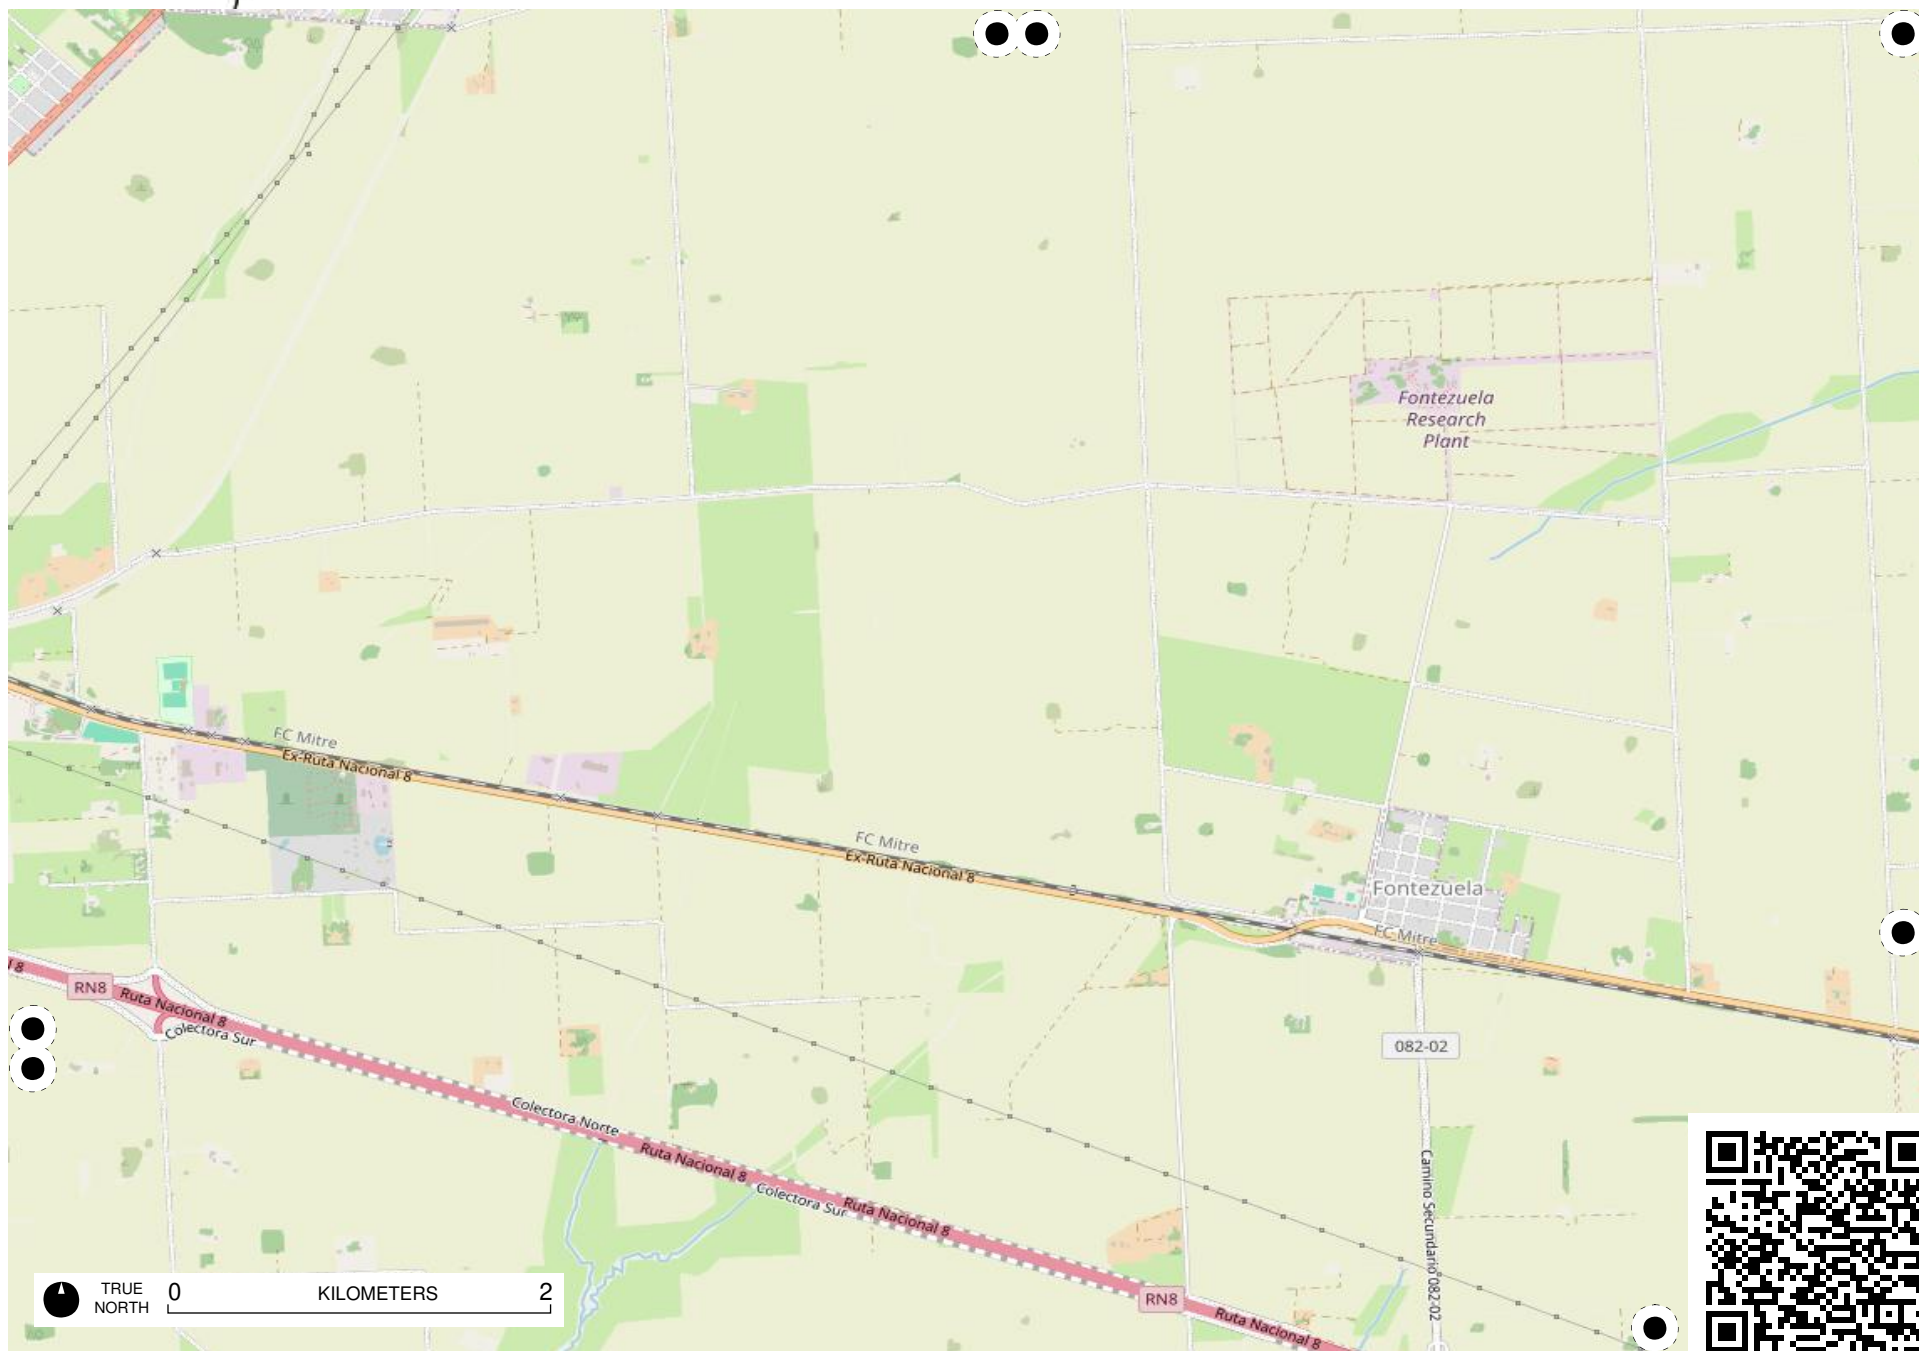 Fontezuela
Research
Plant
FC Mitre
Ex-Ruta Nacional 8
FC Mitre
Ex-Ruta Nacional 8
Fontezuela
FC Mitre
RN8
Ruta Nacional 8
Colectora Sur
082-02
Colectora Norte
Ruta Nacional 8
Colectora Sur
Ruta Nacional 8
Camino Secundario 082-02
RN8
Ruta Nacional 8
TRUE
NORTH
0
KILOMETERS
2